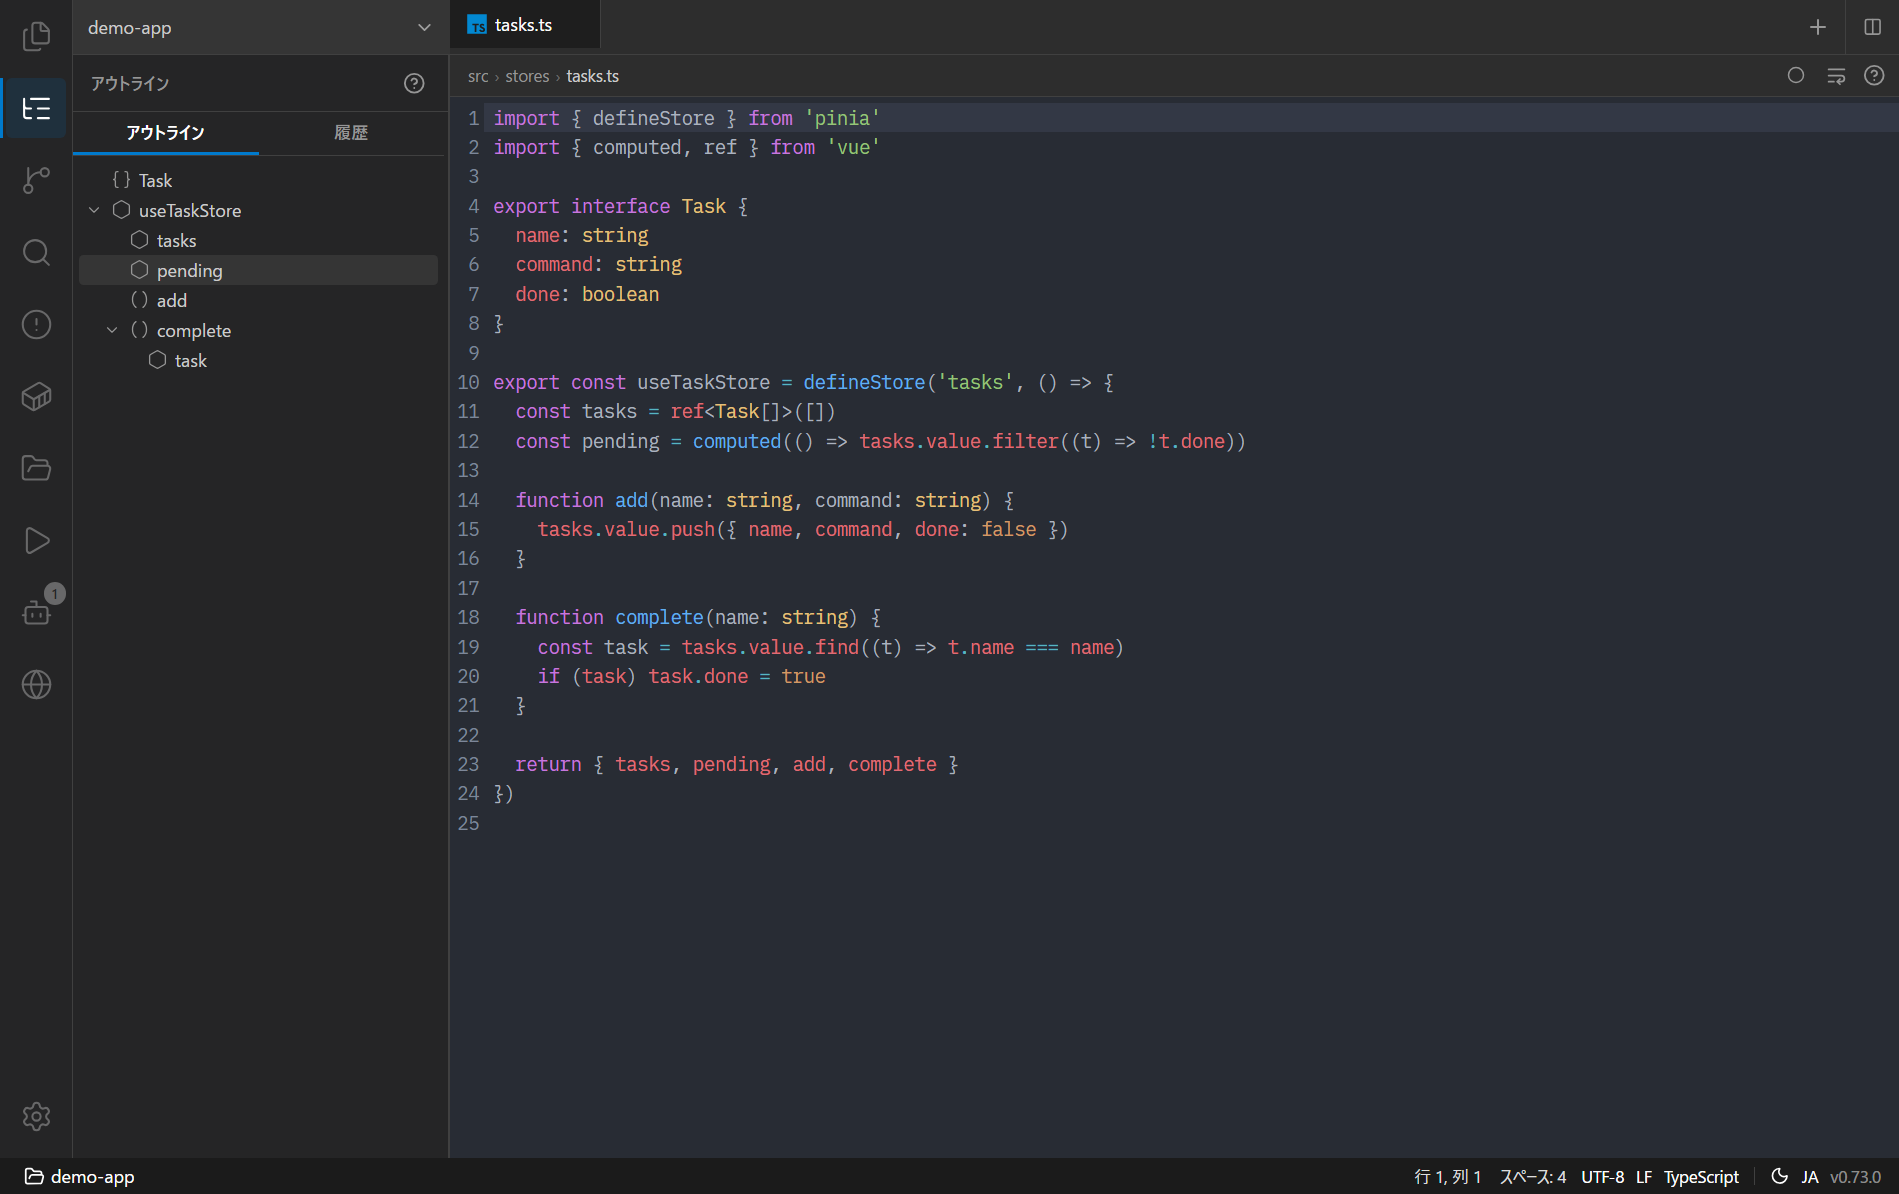 demo-app
tasks.ts
アウトライン
src › stores › tasks.ts
アウトライン 履歴
{} Task
useTaskStore
tasks
pending
() add
() complete
task
1
1 import { defineStore } from 'pinia'
2 import { computed, ref } from 'vue'
3
4 export interface Task {
5 name: string
6 command: string
7 done: boolean
8 }
9
10 export const useTaskStore = defineStore('tasks', () => {
11 const tasks = ref<Task[]>([])
12 const pending = computed(() => tasks.value.filter((t) => !t.done))
13
14 function add(name: string, command: string) {
15 tasks.value.push({ name, command, done: false })
16 }
17
18 function complete(name: string) {
19 const task = tasks.value.find((t) => t.name === name)
20 if (task) task.done = true
21 }
22
23 return { tasks, pending, add, complete }
24 })
25
demo-app
行 1, 列 1 スペース: 4 UTF-8 LF TypeScript JA v0.73.0